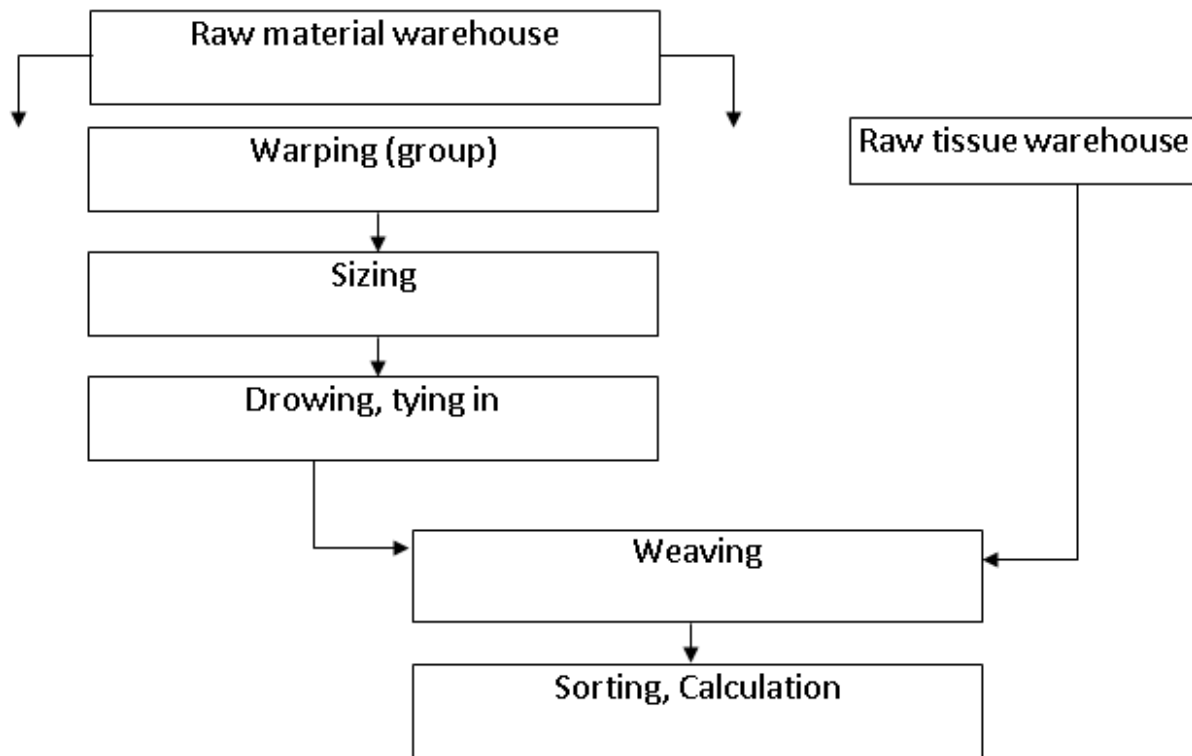 Raw material warehouse
Warping (group)
Raw tissue warehouse
Sizing
Drowing, tying in
Weaving
Sorting, Calculation